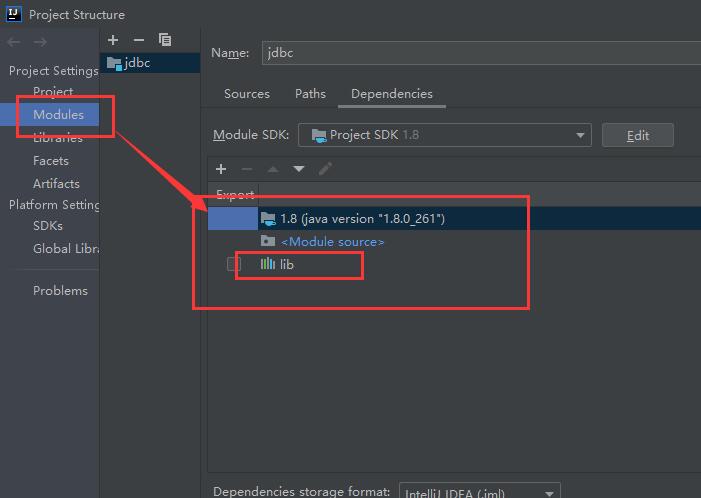 IJ Project Structure
Project Settings
Project
Modules
Libraries
Facets
Artifacts
Platform Setting
SDKs
Global Libra
Problems
jdbc
Name: jdbc
Sources Paths Dependencies
Module SDK: Project SDK 1.8 Edit
Export
1.8 (java version "1.8.0_261")
<Module source>
lib
Dependencies storage format: IntelliJ IDEA (.iml)